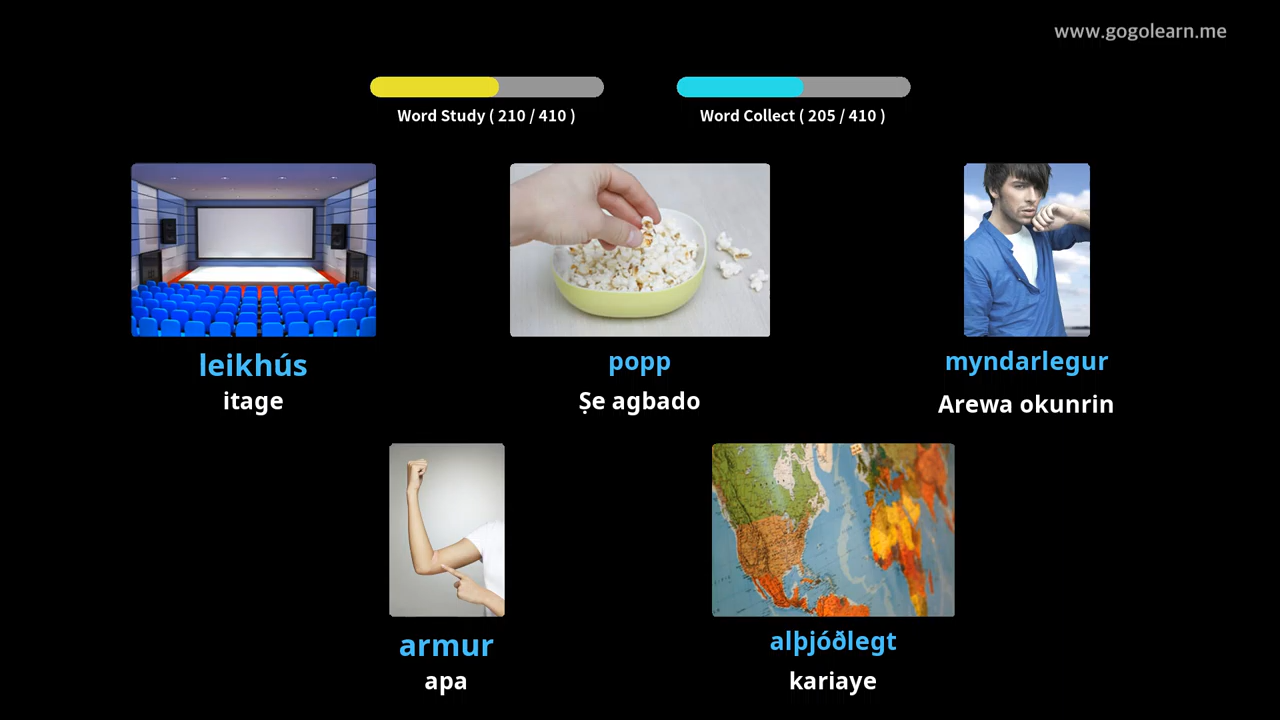 www.gogolearn.me
Word Study ( 210 / 410 )
Word Collect ( 205 / 410 )
leikhús
itage
popp
Ṣe agbado
myndarlegur
Arewa okunrin
armur
apa
alþjóðlegt
kariaye